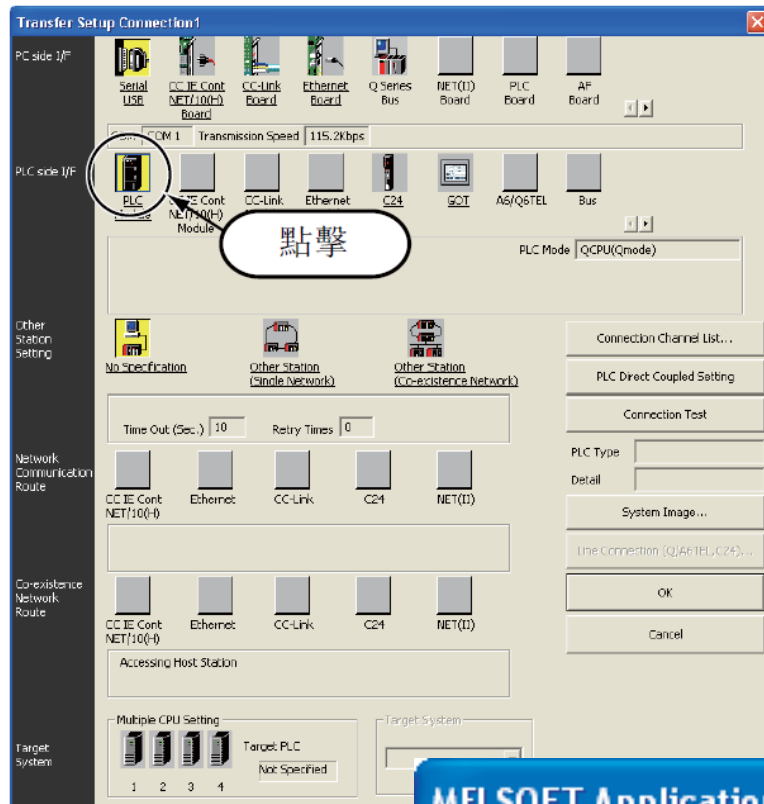 Transfer Setup Connection1
PC side I/F
Serial USB
CC IE Cont NET/10(H) Board
CC-Link Board
Ethernet Board
Q Series Bus
NET(II) Board
PLC Board
AF Board
COM 1 Transmission Speed 115.2Kbps
PLC side I/F
PLC
IE Cont NET/10(H) Module
CC-Link
Ethernet
C24
GOT
A6/Q6TEL
Bus
點擊
PLC Mode QCPU(Qmode)
Other Station Setting
No Specification
Other Station (Single Network)
Other Station (Co-existence Network)
Connection Channel List...
PLC Direct Coupled Setting
Time Out (Sec.) 10 Retry Times 0
Connection Test
PLC Type
Detail
Network Communication Route
CC IE Cont NET/10(H)
Ethernet
CC-Link
C24
NET(II)
System Image...
Line Connection (Q/A6TEL,C24)...
Co-existence Network Route
CC IE Cont NET/10(H)
Ethernet
CC-Link
C24
NET(II)
OK
Cancel
Accessing Host Station
Target System
Multiple CPU Setting
1 2 3 4
Target PLC
Not Specified
Target System
MELSOFT Application